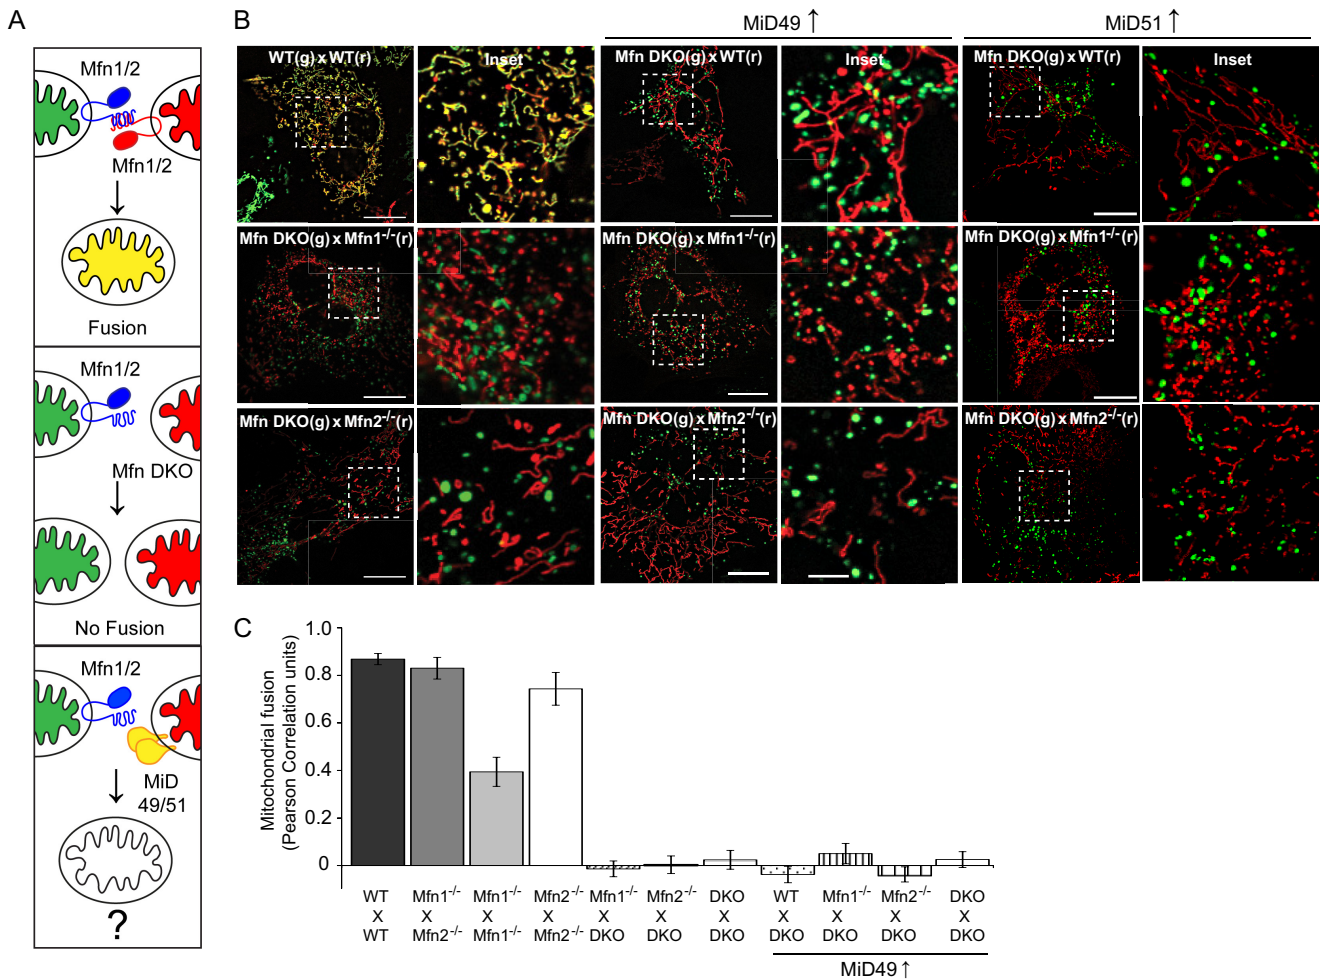 A
Mfn1/2
Mfn1/2
Fusion
Mfn1/2
Mfn DKO
No Fusion
Mfn1/2
MiD
49/51
?
B
MiD49 ↑
MiD51 ↑
WT(g) x WT(r)
Inset
Mfn DKO(g) x WT(r)
Inset
Mfn DKO(g) x WT(r)
Inset
Mfn DKO(g) x Mfn1-/-(r)
Mfn DKO(g) x Mfn1-/-(r)
Mfn DKO(g) x Mfn1-/-(r)
Mfn DKO(g) x Mfn2-/-(r)
Mfn DKO(g) x Mfn2-/-(r)
Mfn DKO(g) x Mfn2-/-(r)
C
Mitochondrial fusion
(Pearson Correlation units)
1.0
0.8
0.6
0.4
0.2
0
WT Mfn1-/- Mfn1-/- Mfn2-/- Mfn1-/- Mfn2-/- DKO WT Mfn1-/- Mfn2-/- DKO
X X X X X X X X X X X
WT Mfn2-/- Mfn1-/- Mfn2-/- DKO DKO DKO DKO DKO DKO DKO
MiD49 ↑